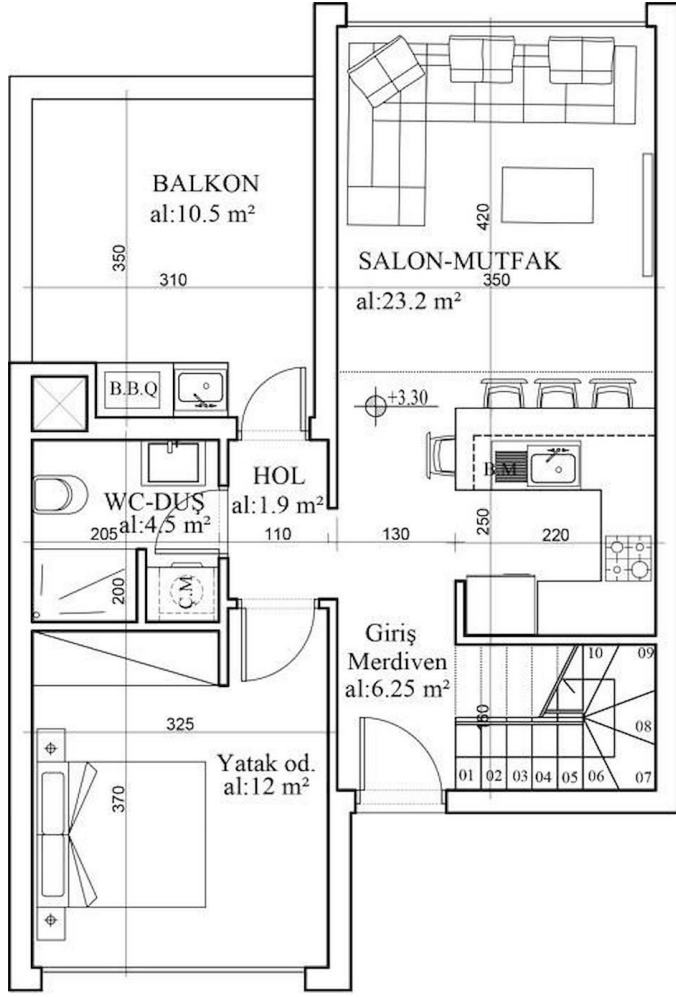 BALKON
al:10.5 m²
350
310
420
SALON-MUTFAK
350
al:23.2 m²
B.B.Q
+3.30
HOL
al:1.9 m²
B.M
WC-DUŞ
al:4.5 m²
205
110
130
250
220
200
Ç.M
Giriş
Merdiven
al:6.25 m²
10
09
08
150
325
Yatak od.
al:12 m²
370
01
02
03
04
05
06
07